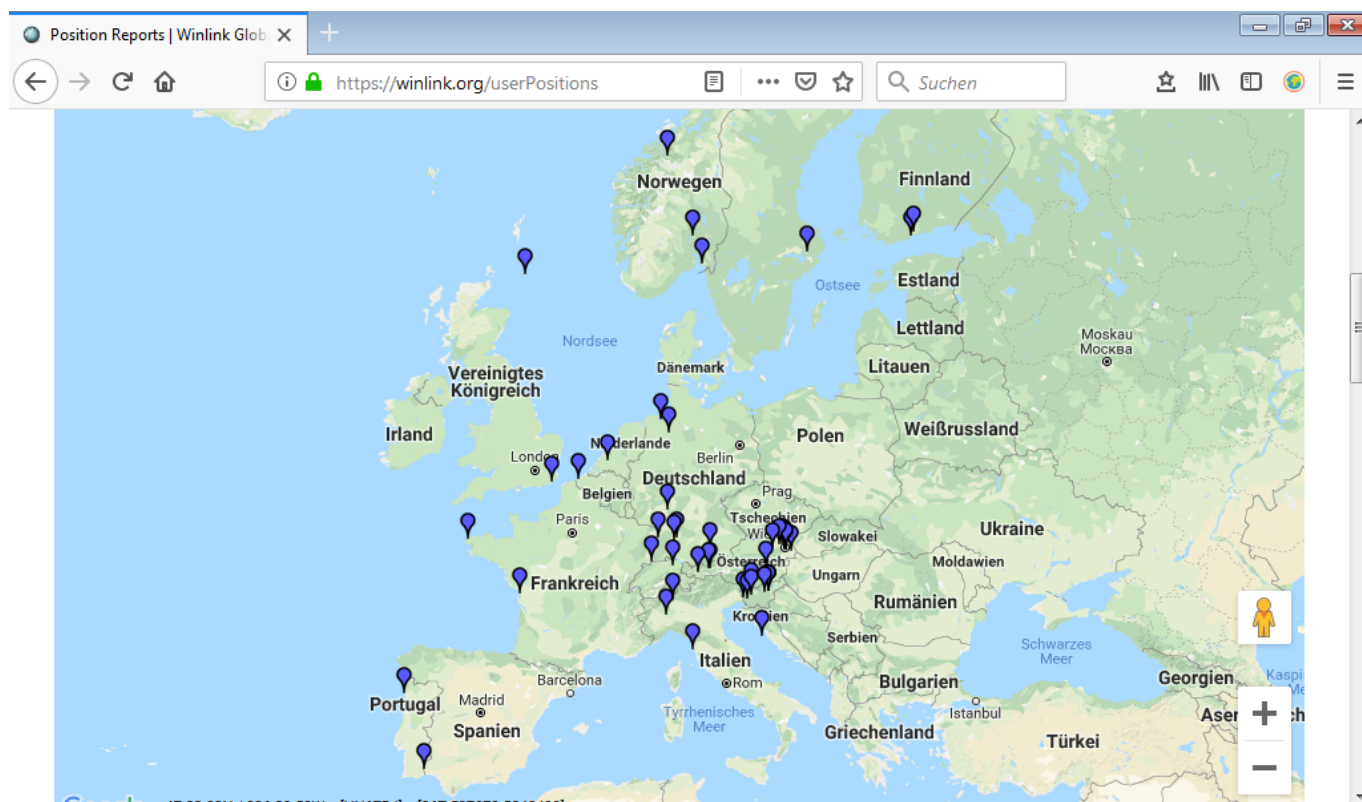 Position Reports | Winlink Glob
https://winlink.org/userPositions
Suchen
Norwegen
Finnland
Estland
Ostsee
Lettland
Nordsee
Moskau
Москва
Dänemark
Litauen
Vereinigtes
Königreich
Irland
Polen
Weißrussland
London
Berlin
Deutschland
Belgien
Prag
Paris
Tschechien
Ukraine
Slowakei
Österreich
Moldawien
Ungarn
Frankreich
Rumänien
Serbien
Schwarzes
Meer
Italien
Barcelona
Rom
Bulgarien
Georgien
Portugal
Madrid
Spanien
Tyrrhenisches
Meer
Istanbul
Griechenland
Türkei